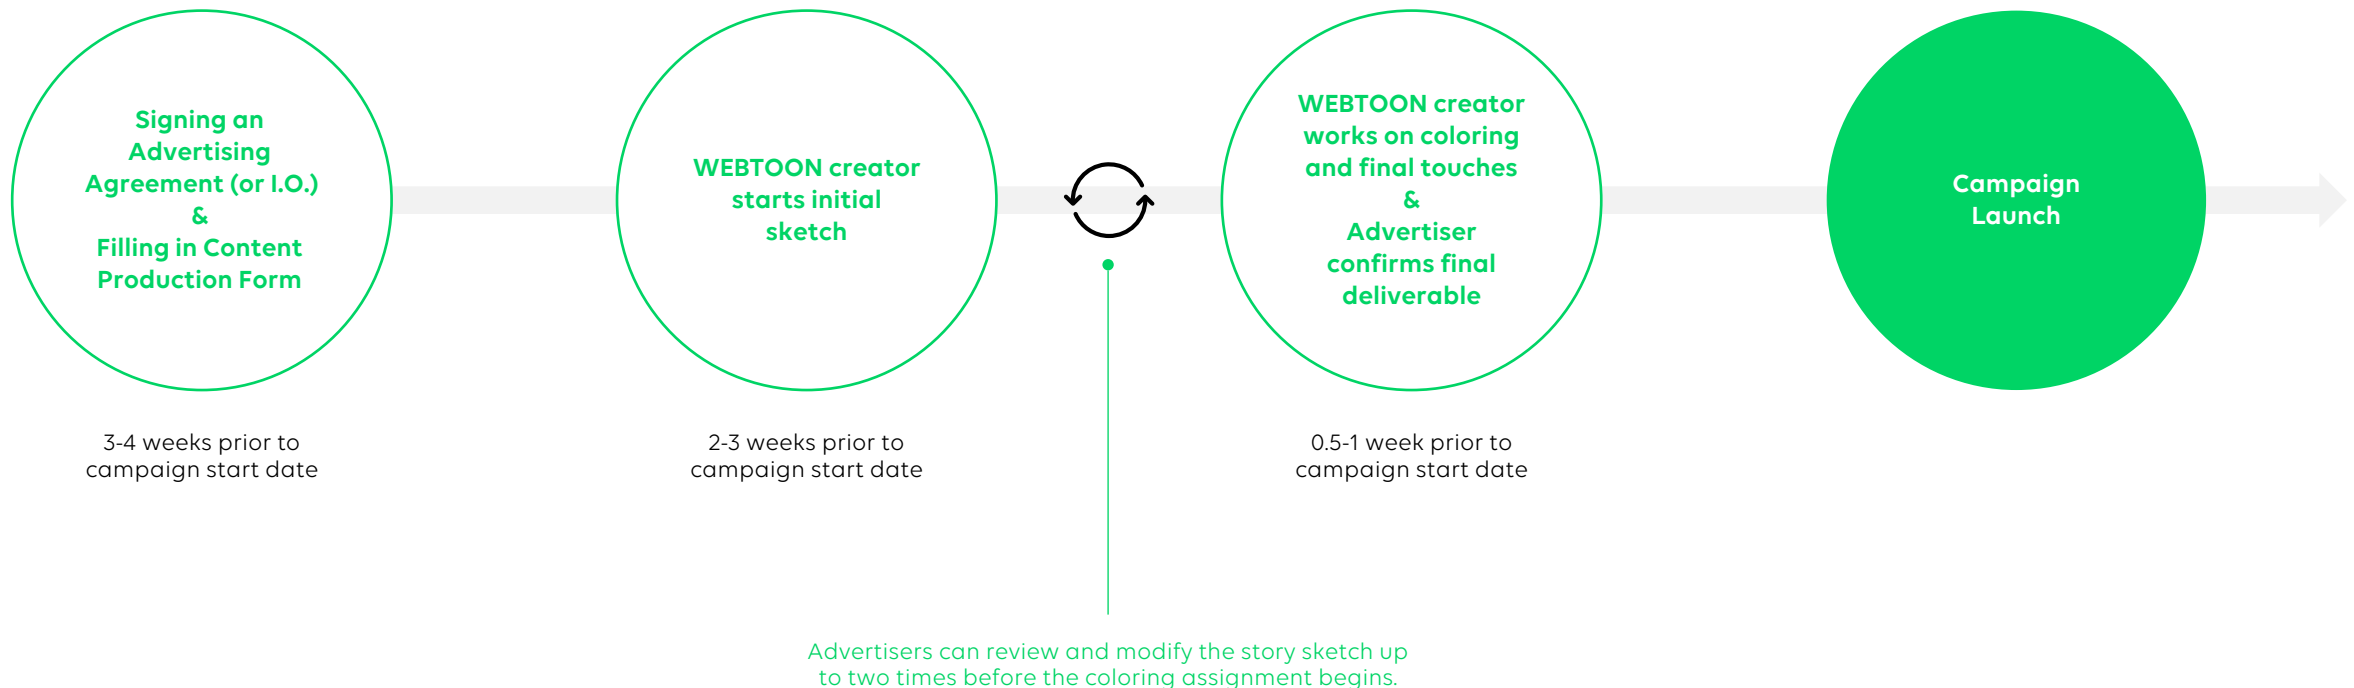 Signing an
Advertising
Agreement (or I.O.)
&
Filling in Content
Production Form
3-4 weeks prior to
campaign start date
WEBTOON creator
starts initial
sketch
2-3 weeks prior to
campaign start date
Advertisers can review and modify the story sketch up
to two times before the coloring assignment begins.
WEBTOON creator
works on coloring
and final touches
&
Advertiser
confirms final
deliverable
0.5-1 week prior to
campaign start date
Campaign
Launch